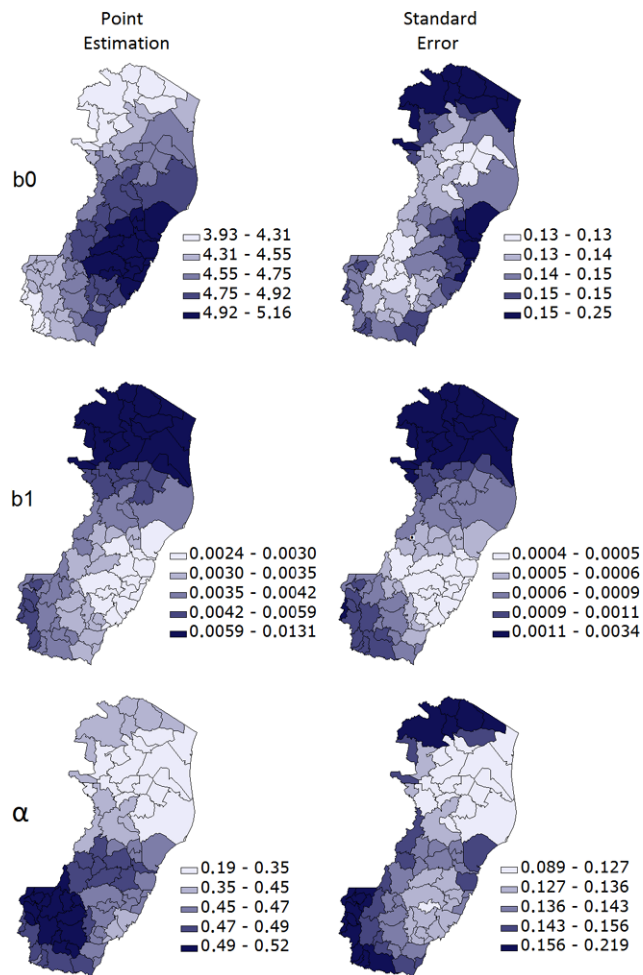 Point
Estimation
Standard
Error
b0
3.93 - 4.31
4.31 - 4.55
4.55 - 4.75
4.75 - 4.92
4.92 - 5.16
0.13 - 0.13
0.13 - 0.14
0.14 - 0.15
0.15 - 0.15
0.15 - 0.25
b1
0.0024 - 0.0030
0.0030 - 0.0035
0.0035 - 0.0042
0.0042 - 0.0059
0.0059 - 0.0131
0.0004 - 0.0005
0.0005 - 0.0006
0.0006 - 0.0009
0.0009 - 0.0011
0.0011 - 0.0034
α
0.19 - 0.35
0.35 - 0.45
0.45 - 0.47
0.47 - 0.49
0.49 - 0.52
0.089 - 0.127
0.127 - 0.136
0.136 - 0.143
0.143 - 0.156
0.156 - 0.219